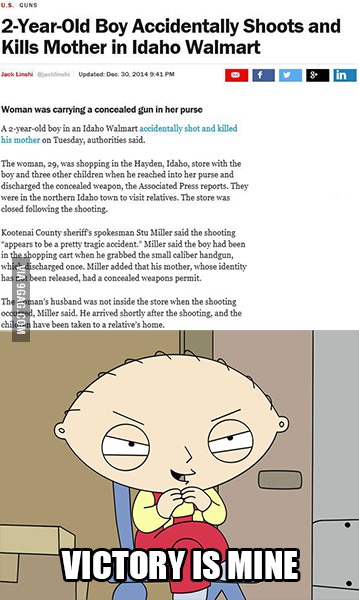 U.S. GUNS
2-Year-Old Boy Accidentally Shoots and
Kills Mother in Idaho Walmart
Jack Linshi @jacklinshi Updated: Dec. 30, 2014 9:41 PM
f
g+
in
Woman was carrying a concealed gun in her purse
A 2-year-old boy in an Idaho Walmart accidentally shot and killed
his mother on Tuesday, authorities said.
The woman, 29, was shopping in the Hayden, Idaho, store with the
boy and three other children when he reached into her purse and
discharged the concealed weapon, the Associated Press reports. They
were in the northern Idaho town to visit relatives. The store was
closed following the shooting.
Kootenai County sheriff's spokesman Stu Miller said the shooting
"appears to be a pretty tragic accident." Miller said the boy had been
in the shopping cart when he grabbed the small caliber handgun,
which discharged once. Miller added that his mother, whose identity
has been released, had a concealed weapons permit.
The woman's husband was not inside the store when the shooting
occurred, Miller said. He arrived shortly after the shooting, and the
children have been taken to a relative's home.
VIA 9GAG.COM
VICTORY IS MINE